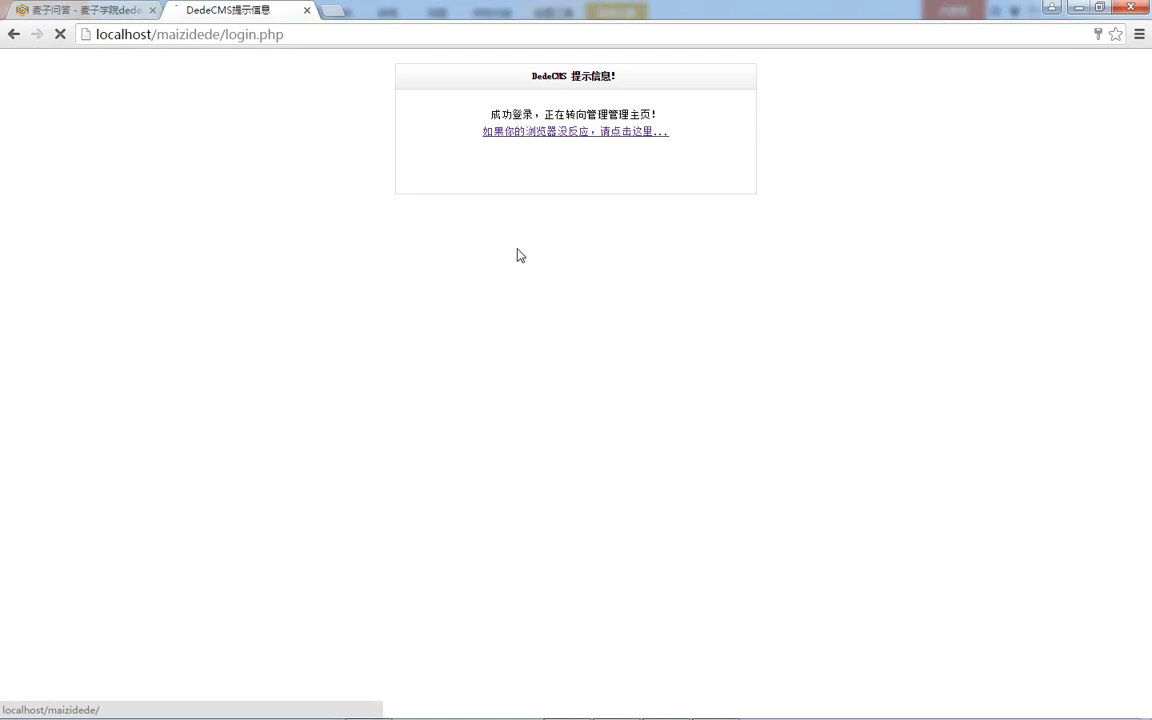 麦子问答 - 麦子学院dede
DedeCMS提示信息
localhost/maizidede/login.php
DedeCMS 提示信息!
成功登录，正在转向管理管理主页!
如果你的浏览器没反应，请点击这里...
localhost/maizidede/